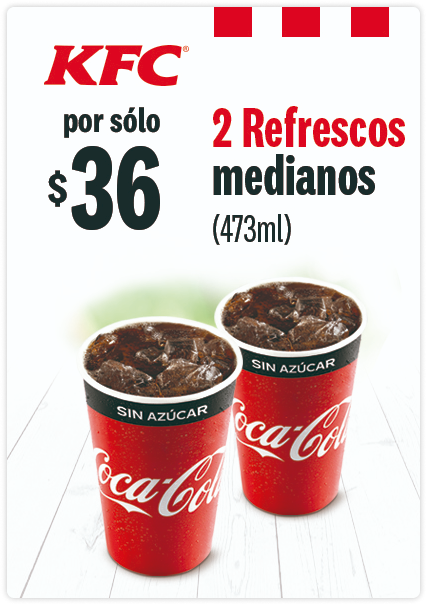 KFC®
por sólo
$36
2 Refrescos
medianos
(473ml)
SIN AZÚCAR
Coca-Cola
SIN AZÚCAR
Coca-Cola